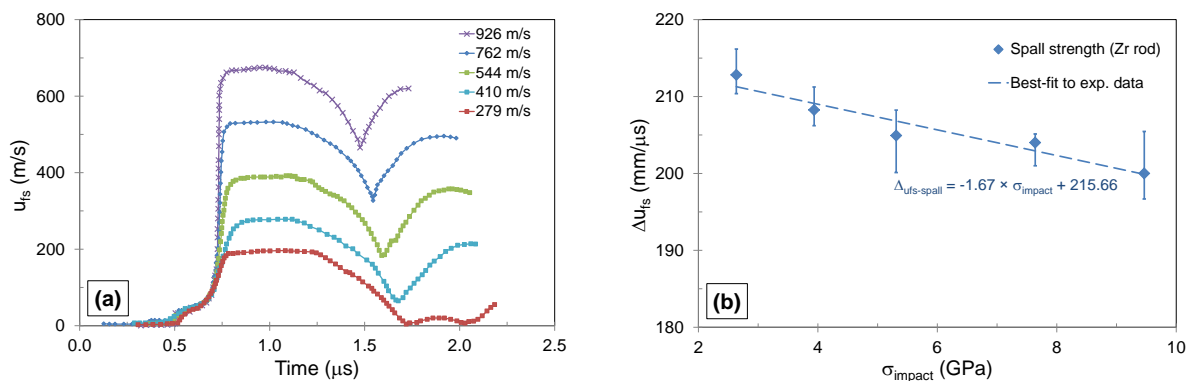 800
600
400
200
0
u_fs (m/s)
0.0 0.5 1.0 1.5 2.0 2.5
Time (μs)
926 m/s
762 m/s
544 m/s
410 m/s
279 m/s
(a)
220
210
200
190
180
Δu_fs (mm/μs)
2 4 6 8 10
σ_impact (GPa)
Spall strength (Zr rod)
Best-fit to exp. data
Δ_ufs-spall = -1.67 × σ_impact + 215.66
(b)